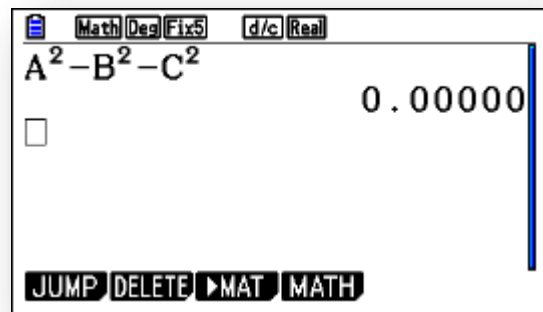 Math Deg Fix5 d/c Real
A²-B²-C²
0.00000
JUMP DELETE ►MAT MATH